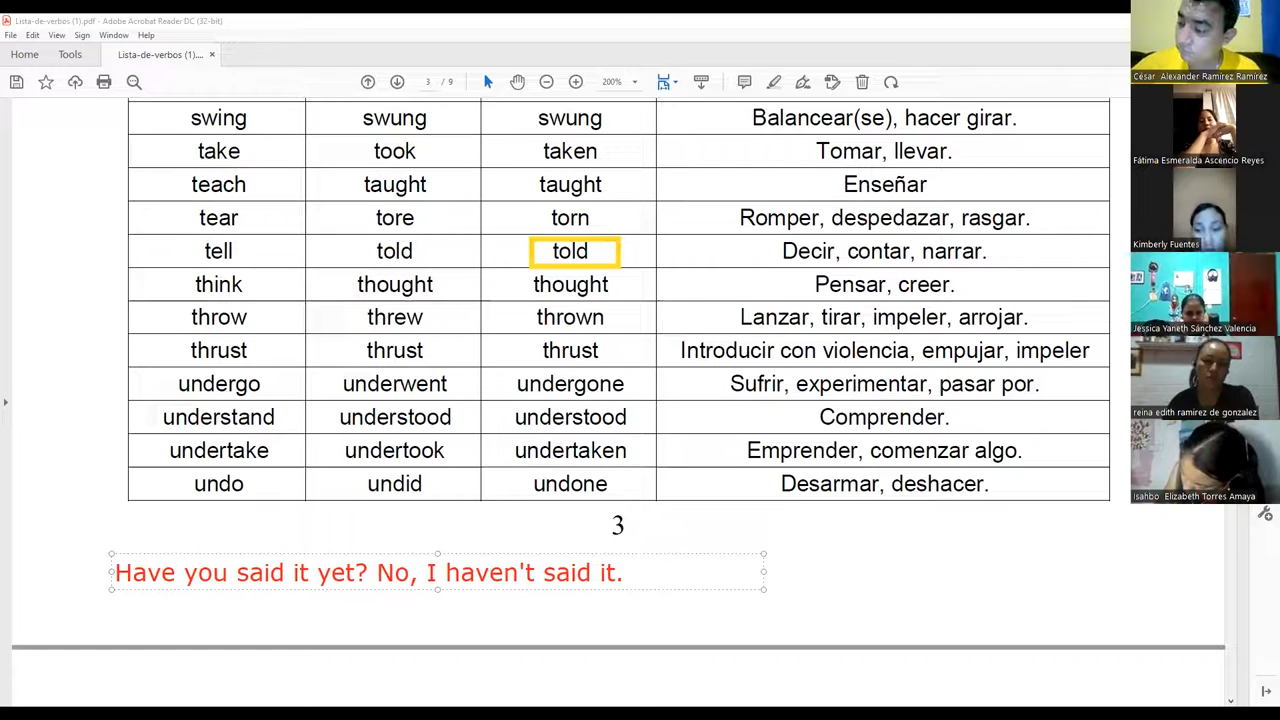 Lista-de-verbos (1).pdf - Adobe Acrobat Reader DC (32-bit)
File Edit View Sign Window Help
Home Tools Lista-de-verbos (1).... ×
3 / 9 200%
swing swung swung Balancear(se), hacer girar.
take took taken Tomar, llevar.
teach taught taught Enseñar
tear tore torn Romper, despedazar, rasgar.
tell told told Decir, contar, narrar.
think thought thought Pensar, creer.
throw threw thrown Lanzar, tirar, impeler, arrojar.
thrust thrust thrust Introducir con violencia, empujar, impeler
undergo underwent undergone Sufrir, experimentar, pasar por.
understand understood understood Comprender.
undertake undertook undertaken Emprender, comenzar algo.
undo undid undone Desarmar, deshacer.
3
Have you said it yet? No, I haven't said it.
César Alexander Ramírez Ramírez
Fátima Esmeralda Ascencio Reyes
Kimberly Fuentes
Jessica Yaneth Sánchez Valencia
reina edith ramirez de gonzalez
Isahbo Elizabeth Torres Amaya